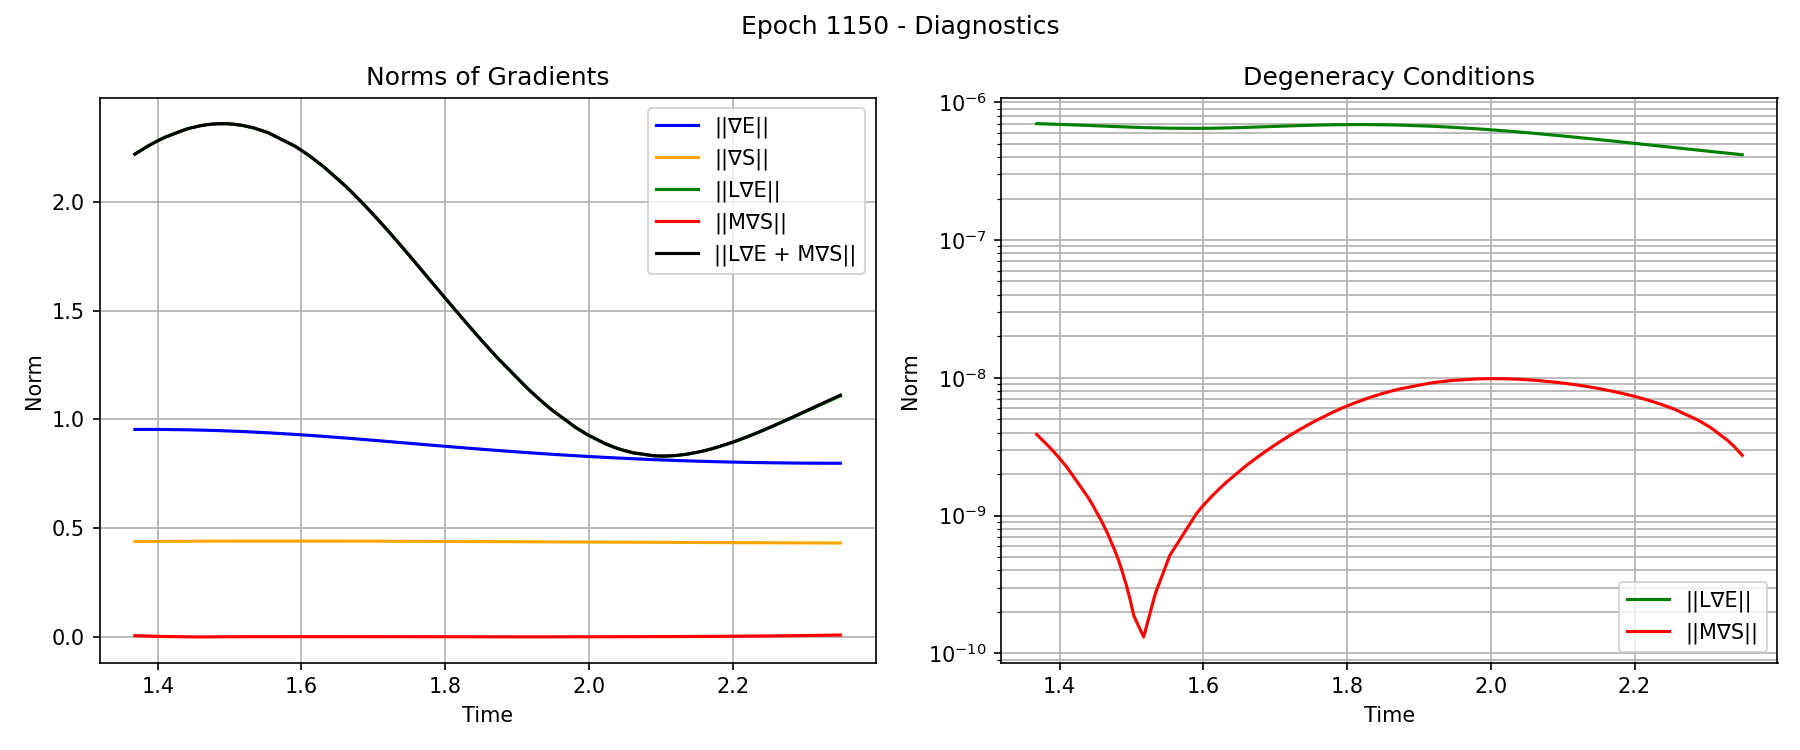 Epoch 1150 - Diagnostics
Norms of Gradients
Norm
2.0
1.5
1.0
0.5
0.0
1.4
1.6
1.8
2.0
2.2
Time
||∇E||
||∇S||
||L∇E||
||M∇S||
||L∇E + M∇S||
Degeneracy Conditions
Norm
10⁻⁶
10⁻⁷
10⁻⁸
10⁻⁹
10⁻¹⁰
1.4
1.6
1.8
2.0
2.2
Time
||L∇E||
||M∇S||